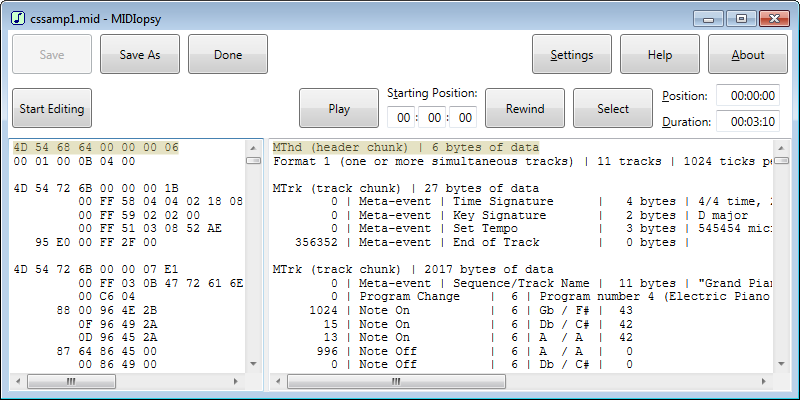 cssamp1.mid - MIDIopsy
Save Save As Done Settings Help About
Start Editing Play Starting Position: 00 : 00 : 00 Rewind Select Position: 00:00:00
Duration: 00:03:10
4D 54 68 64 00 00 00 06
00 01 00 0B 04 00
4D 54 72 6B 00 00 00 1B
00 FF 58 04 04 02 18 08
00 FF 59 02 02 00
00 FF 51 03 08 52 AE
95 E0 00 FF 2F 00
4D 54 72 6B 00 00 07 E1
00 FF 03 0B 47 72 61 6E
00 C6 04
88 00 96 4E 2B
0F 96 49 2A
0D 96 45 2A
87 64 86 45 00
00 86 49 00
MThd (header chunk) | 6 bytes of data
Format 1 (one or more simultaneous tracks) | 11 tracks | 1024 ticks pe
MTrk (track chunk) | 27 bytes of data
0 | Meta-event | Time Signature | 4 bytes | 4/4 time, 
0 | Meta-event | Key Signature | 2 bytes | D major
0 | Meta-event | Set Tempo | 3 bytes | 545454 mic
356352 | Meta-event | End of Track | 0 bytes |
MTrk (track chunk) | 2017 bytes of data
0 | Meta-event | Sequence/Track Name | 11 bytes | "Grand Pia
0 | Program Change | 6 | Program number 4 (Electric Piano
1024 | Note On | 6 | Gb / F# | 43
15 | Note On | 6 | Db / C# | 42
13 | Note On | 6 | A / A | 42
996 | Note Off | 6 | A / A | 0
0 | Note Off | 6 | Db / C# | 0